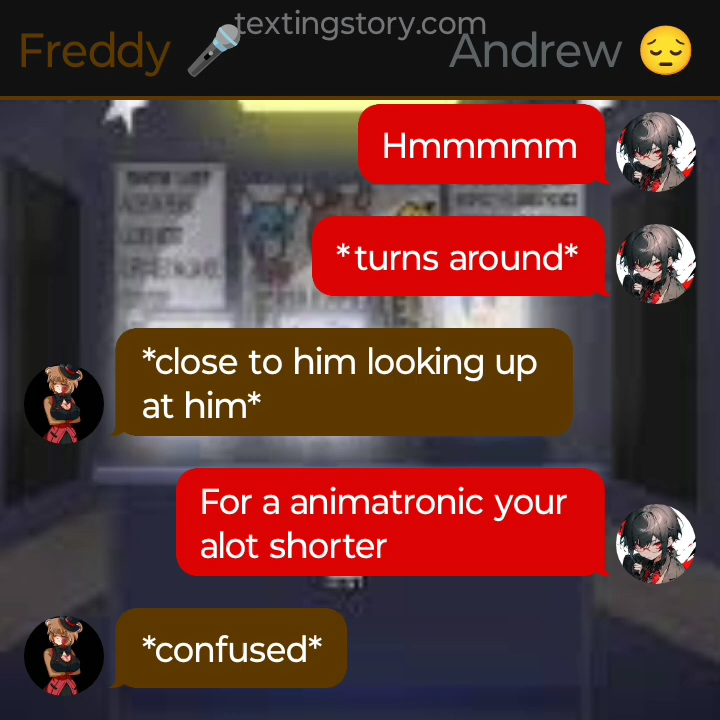 textingstory.com
Freddy 🎤 Andrew 😔
Hmmmmm
*turns around*
*close to him looking up
at him*
For a animatronic your
alot shorter
*confused*